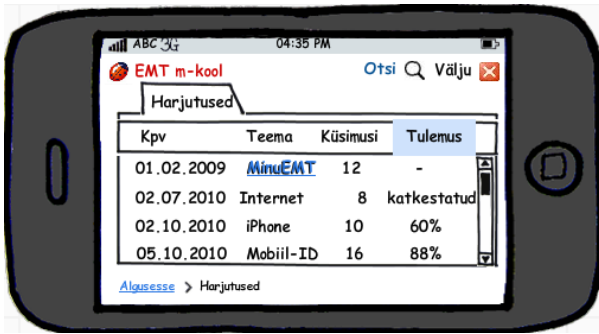 ABC 3G 04:35 PM
EMT m-kool Otsi Välju
Harjutused
Kpv Teema Küsimusi Tulemus
01.02.2009 MinuEMT 12 -
02.07.2010 Internet 8 katkestatud
02.10.2010 iPhone 10 60%
05.10.2010 Mobiil-ID 16 88%
Algusesse > Harjutused